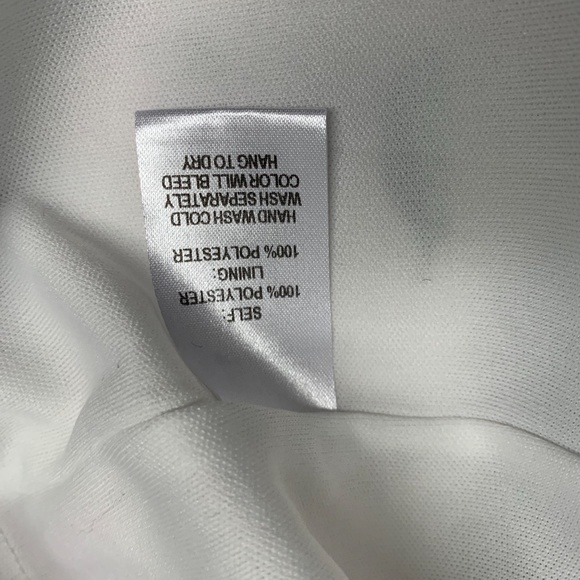 SELF:
100% POLYESTER
LINING:
100% POLYESTER
HAND WASH COLD
WASH SEPARATELY
COLOR WILL BLEED
HANG TO DRY